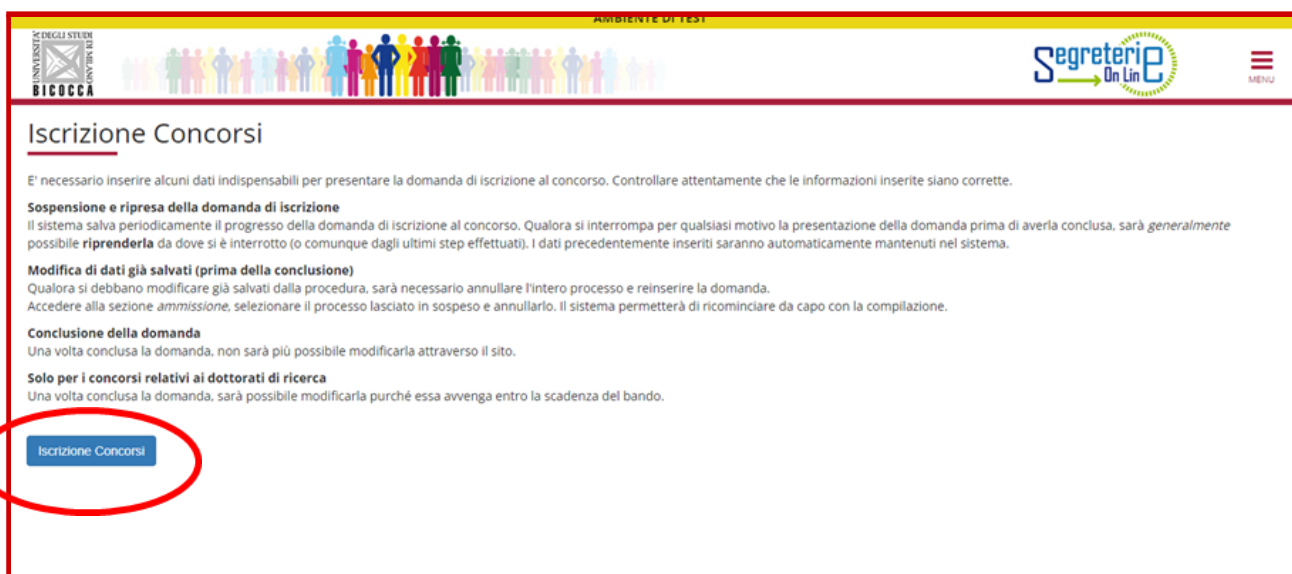 AMBIENTE DI TEST
UNIVERSITÀ DEGLI STUDI DI MILANO
BICOCCA
Segreterie
On Line
MENU
Iscrizione Concorsi
E' necessario inserire alcuni dati indispensabili per presentare la domanda di iscrizione al concorso. Controllare attentamente che le informazioni inserite siano corrette.
Sospensione e ripresa della domanda di iscrizione
Il sistema salva periodicamente il progresso della domanda di iscrizione al concorso. Qualora si interrompa per qualsiasi motivo la presentazione della domanda prima di averla conclusa, sarà generalmente
possibile riprenderla da dove si è interrotto (o comunque dagli ultimi step effettuati). I dati precedentemente inseriti saranno automaticamente mantenuti nel sistema.
Modifica di dati già salvati (prima della conclusione)
Qualora si debbano modificare già salvati dalla procedura, sarà necessario annullare l'intero processo e reinserire la domanda.
Accedere alla sezione ammissione, selezionare il processo lasciato in sospeso e annullarlo. Il sistema permetterà di ricominciare da capo con la compilazione.
Conclusione della domanda
Una volta conclusa la domanda, non sarà più possibile modificarla attraverso il sito.
Solo per i concorsi relativi ai dottorati di ricerca
Una volta conclusa la domanda, sarà possibile modificarla purché essa avvenga entro la scadenza del bando.
Iscrizione Concorsi